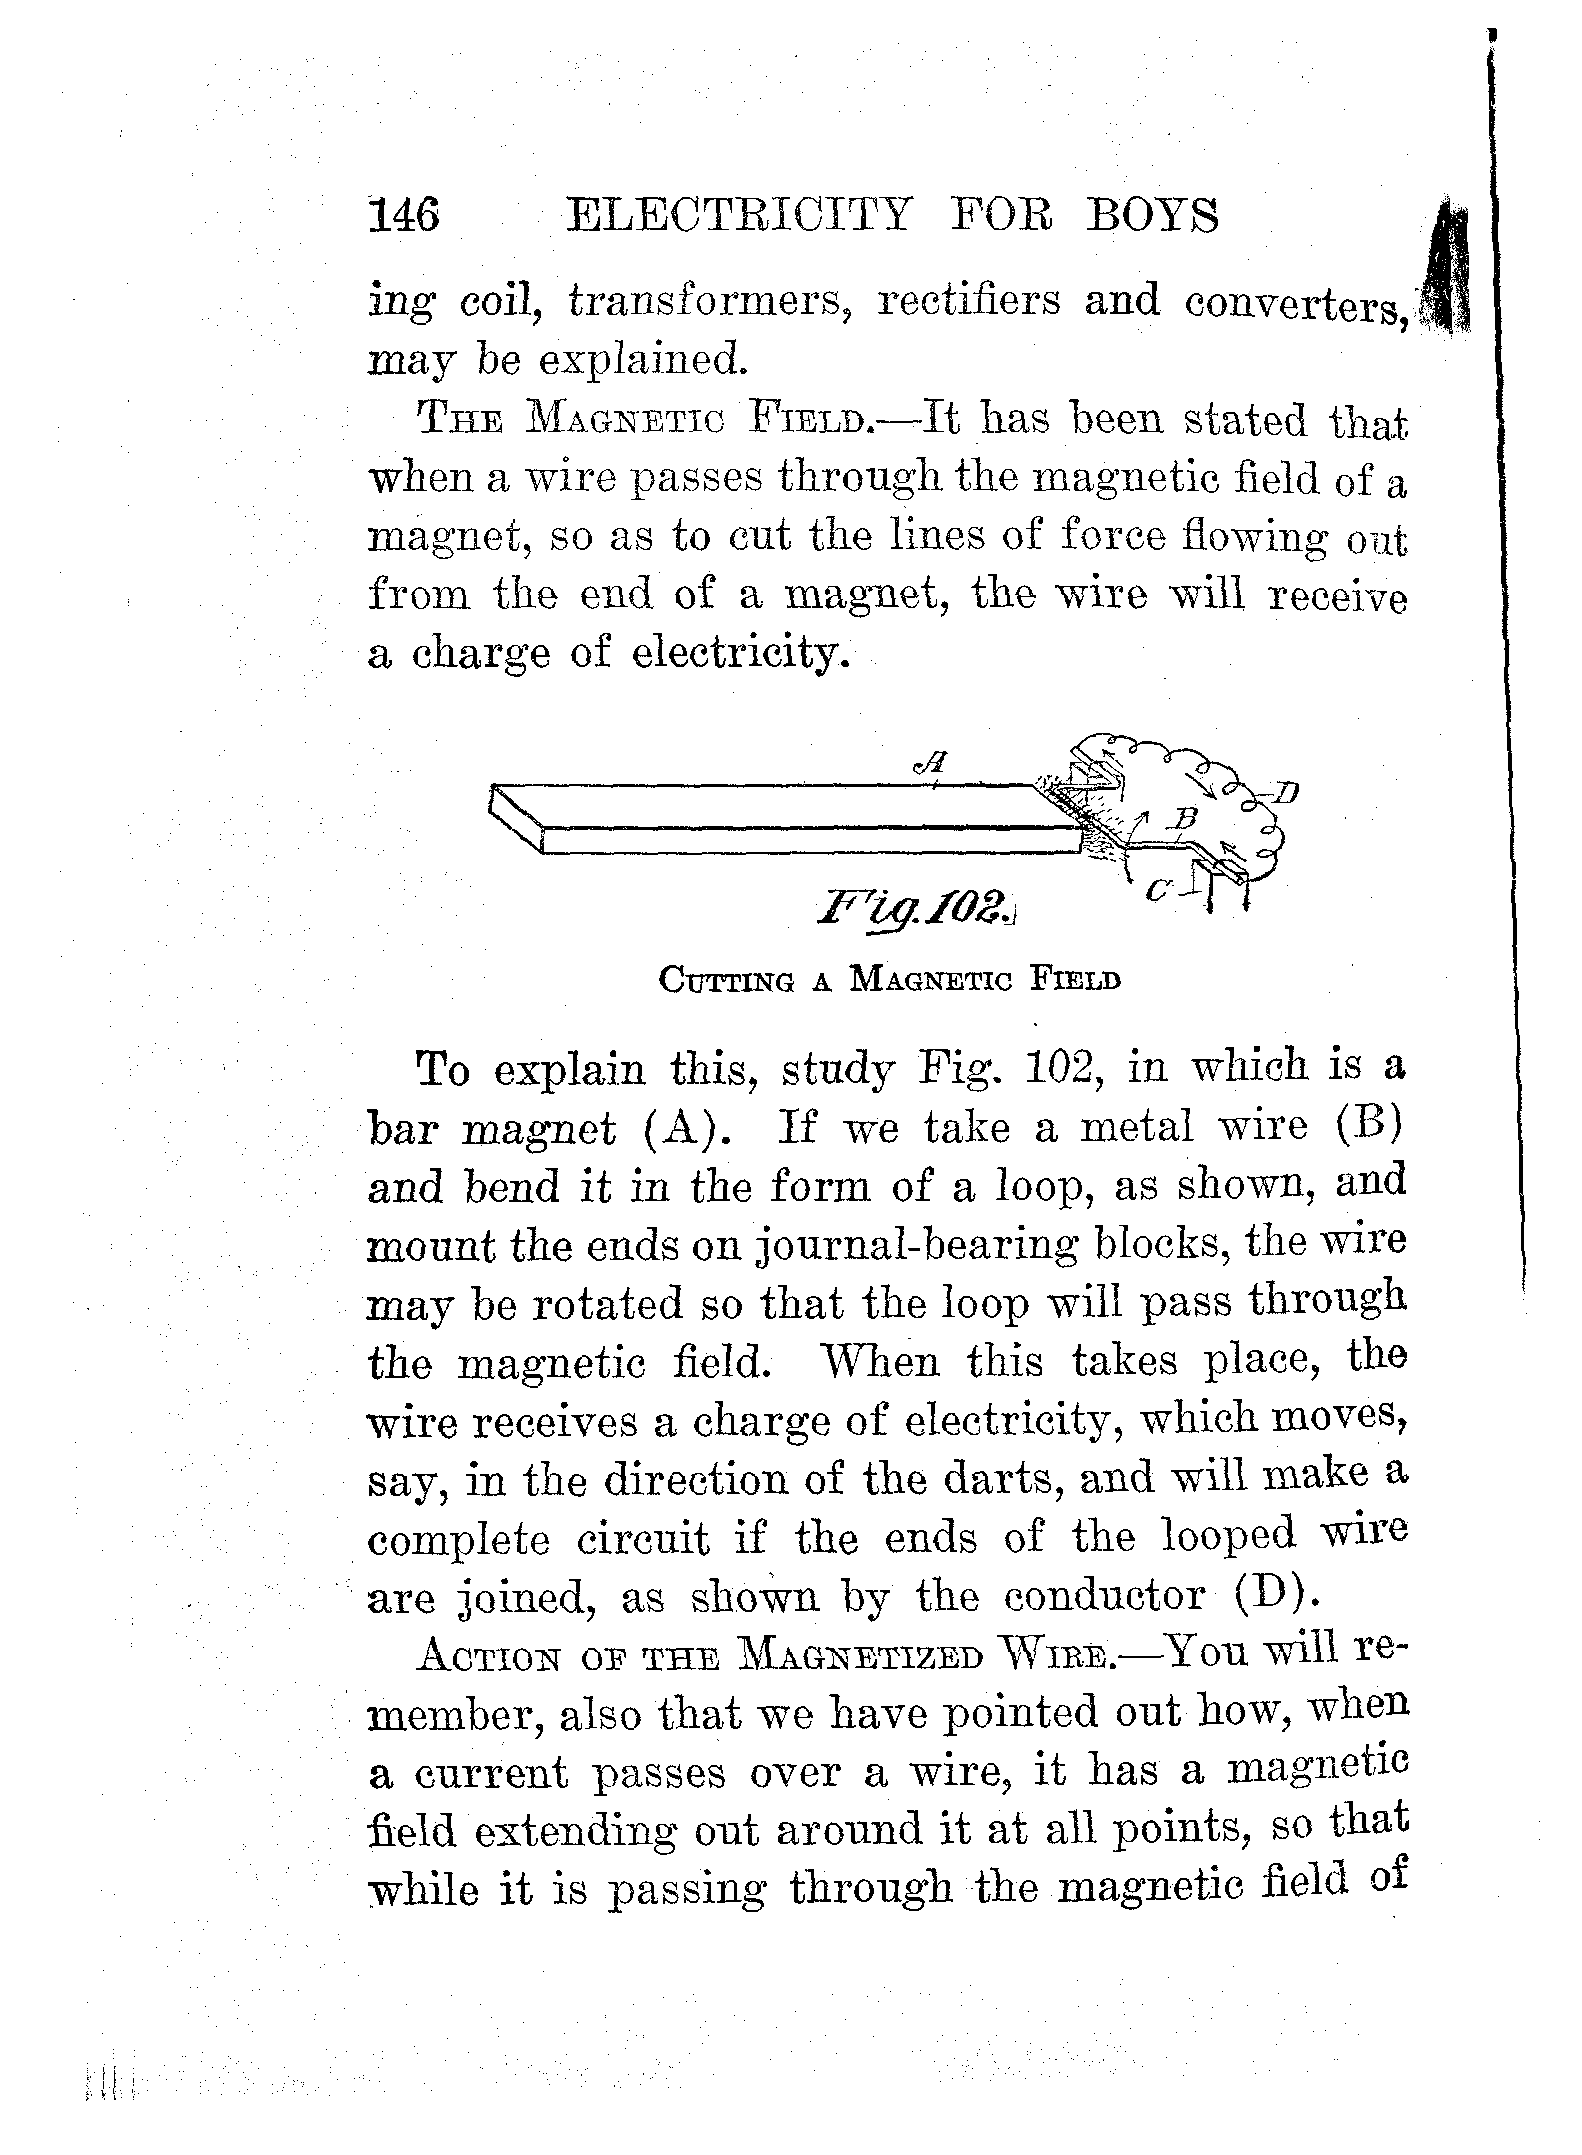 146 ELECTRICITY FOR BOYS
ing coil, transformers, rectifiers and converters,
may be explained.
THE MAGNETIC FIELD.—It has been stated that
when a wire passes through the magnetic field of a
magnet, so as to cut the lines of force flowing out
from the end of a magnet, the wire will receive
a charge of electricity.
A
D
B
C
Fig. 102.
CUTTING A MAGNETIC FIELD
To explain this, study Fig. 102, in which is a
bar magnet (A). If we take a metal wire (B)
and bend it in the form of a loop, as shown, and
mount the ends on journal-bearing blocks, the wire
may be rotated so that the loop will pass through
the magnetic field. When this takes place, the
wire receives a charge of electricity, which moves,
say, in the direction of the darts, and will make a
complete circuit if the ends of the looped wire
are joined, as shown by the conductor (D).
ACTION OF THE MAGNETIZED WIRE.—You will re-
member, also that we have pointed out how, when
a current passes over a wire, it has a magnetic
field extending out around it at all points, so that
while it is passing through the magnetic field of